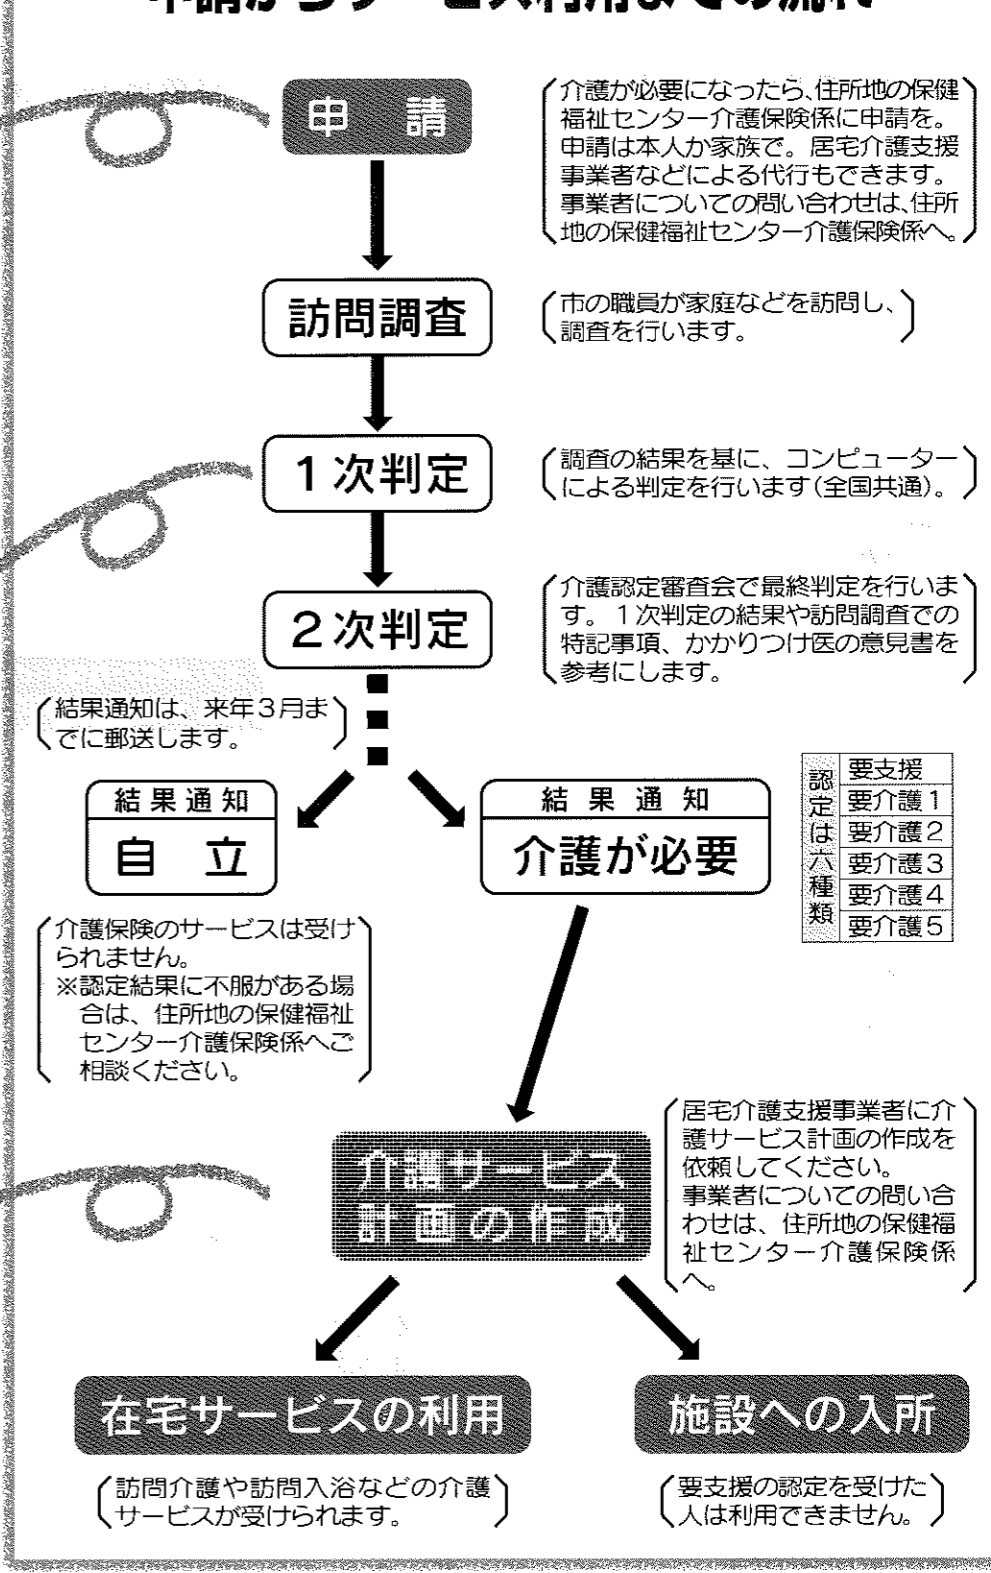 申請からサービス利用までの流れ
申　請
介護が必要になったら、住所地の保健
福祉センター介護保険係に申請を。
申請は本人か家族で。居宅介護支援
事業者などによる代行もできます。
事業者についての問い合わせは、住所
地の保健福祉センター介護保険係へ。
訪問調査
市の職員が家庭などを訪問し、
調査を行います。
1次判定
調査の結果を基に、コンピューター
による判定を行います(全国共通)。
2次判定
介護認定審査会で最終判定を行いま
す。1次判定の結果や訪問調査での
特記事項、かかりつけ医の意見書を
参考にします。
結果通知は、来年3月ま
でに郵送します。
結果通知
自　立
介護保険のサービスは受け
られません。
※認定結果に不服がある場
合は、住所地の保健福祉
センター介護保険係へご
相談ください。
結果通知
介護が必要
認定は六種類
要支援
要介護1
要介護2
要介護3
要介護4
要介護5
介護サービス
計画の作成
居宅介護支援事業者に介
護サービス計画の作成を
依頼してください。
事業者についての問い合
わせは、住所地の保健福
祉センター介護保険係
へ。
在宅サービスの利用
訪問介護や訪問入浴などの介護
サービスが受けられます。
施設への入所
要支援の認定を受けた
人は利用できません。